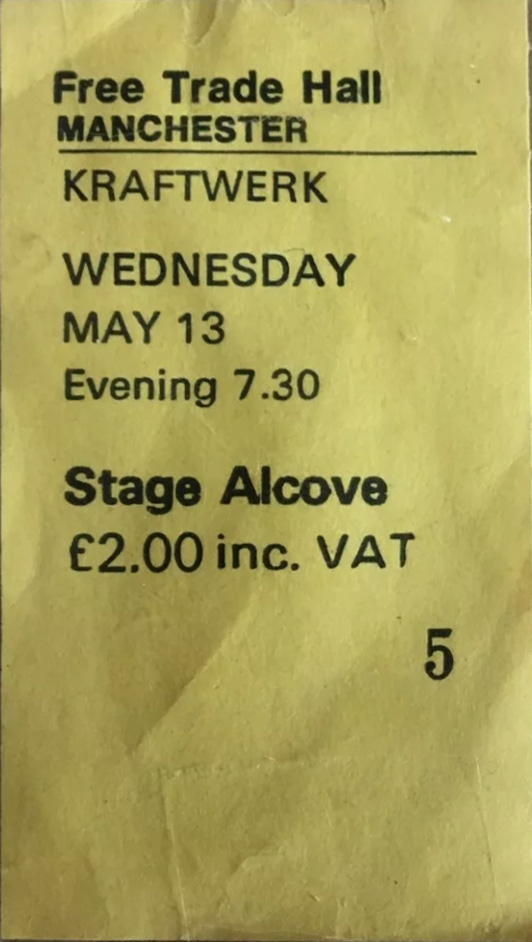 Free Trade Hall
MANCHESTER
KRAFTWERK
WEDNESDAY
MAY 13
Evening 7.30
Stage Alcove
£2.00 inc. VAT
5